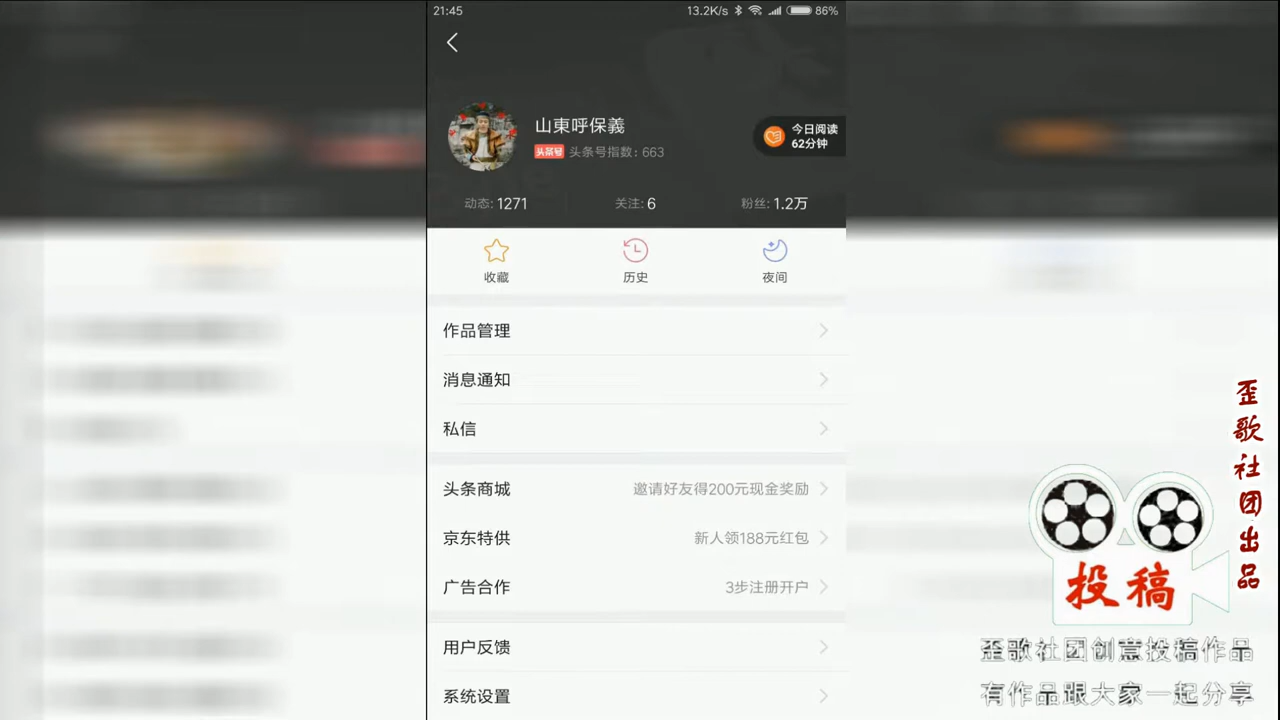 21:45
13.2K/s
86%
山東呼保義
头条号 头条号指数：663
今日阅读
62分钟
动态：1271
关注：6
粉丝：1.2万
收藏
历史
夜间
作品管理
消息通知
私信
头条商城 邀请好友得200元现金奖励
京东特供 新人领188元红包
广告合作 3步注册开户
用户反馈
系统设置
歪歌社团出品
投稿
歪歌社团创意投稿作品
有作品跟大家一起分享